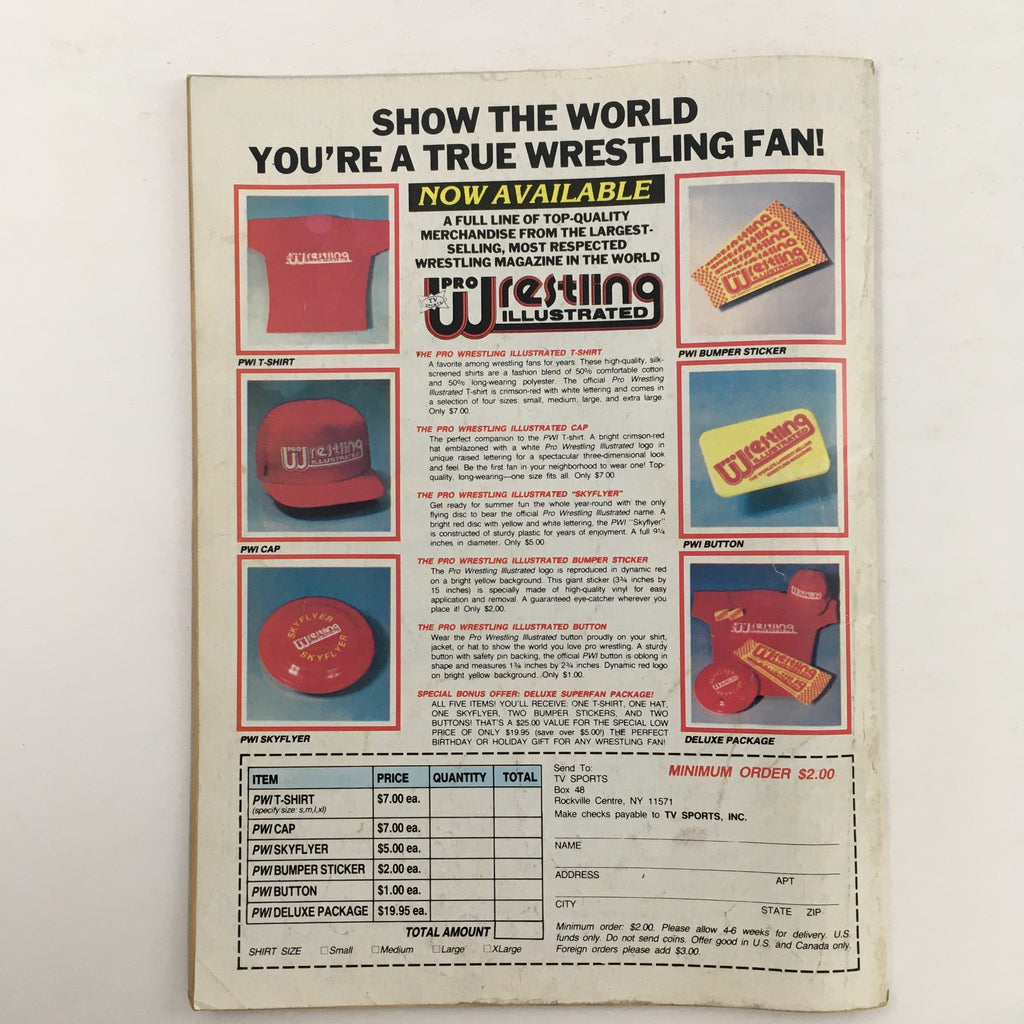 SHOW THE WORLD
YOU'RE A TRUE WRESTLING FAN!
NOW AVAILABLE
A FULL LINE OF TOP-QUALITY
MERCHANDISE FROM THE LARGEST-
SELLING, MOST RESPECTED
WRESTLING MAGAZINE IN THE WORLD
PRO
Wrestling
ILLUSTRATED
TV SPORTS
Wrestling
PWI T-SHIRT
PRO
Wrestling
ILLUSTRATED
PWI CAP
SKYFLYER
Wrestling
SKYFLYER
PWI SKYFLYER
THE PRO WRESTLING ILLUSTRATED T-SHIRT
A favorite among wrestling fans for years. These high-quality, silk-
screened shirts are a fashion blend of 50% comfortable cotton
and 50% long-wearing polyester. The official Pro Wrestling
Illustrated T-shirt is crimson-red with white lettering and comes in
a selection of four sizes: small, medium, large, and extra large.
Only $7.00.
THE PRO WRESTLING ILLUSTRATED CAP
The perfect companion to the PWI T-shirt. A bright crimson-red
hat emblazoned with a white Pro Wrestling Illustrated logo in
unique raised lettering for a spectacular three-dimensional look
and feel. Be the first fan in your neighborhood to wear one! Top-
quality, long-wearing—one size fits all. Only $7.00.
THE PRO WRESTLING ILLUSTRATED "SKYFLYER"
Get ready for summer fun the whole year-round with the only
flying disc to bear the official Pro Wrestling Illustrated name. A
bright red disc with yellow and white lettering, the PWI "Skyflyer"
is constructed of sturdy plastic for years of enjoyment. A full 9¼
inches in diameter. Only $5.00.
THE PRO WRESTLING ILLUSTRATED BUMPER STICKER
The Pro Wrestling Illustrated logo is reproduced in dynamic red
on a bright yellow background. This giant sticker (3¾ inches by
15 inches) is specially made of high-quality vinyl for easy
application and removal. A guaranteed eye-catcher wherever you
place it! Only $2.00.
THE PRO WRESTLING ILLUSTRATED BUTTON
Wear the Pro Wrestling Illustrated button proudly on your shirt,
jacket, or hat to show the world you love pro wrestling. A sturdy
button with safety pin backing, the official PWI button is oblong in
shape and measures 1¾ inches by 2¾ inches. Dynamic red logo
on bright yellow background. Only $1.00.
SPECIAL BONUS OFFER: DELUXE SUPERFAN PACKAGE!
ALL FIVE ITEMS! YOU'LL RECEIVE: ONE T-SHIRT, ONE HAT,
ONE SKYFLYER, TWO BUMPER STICKERS, AND TWO
BUTTONS! THAT'S A $25.00 VALUE FOR THE SPECIAL LOW
PRICE OF ONLY $19.95 (save over $5.00!) THE PERFECT
BIRTHDAY OR HOLIDAY GIFT FOR ANY WRESTLING FAN!
Wrestling
ILLUSTRATED
PWI BUMPER STICKER
Wrestling
ILLUSTRATED
PWI BUTTON
Wrestling
Wrestling
Wrestling
DELUXE PACKAGE
ITEM PRICE QUANTITY TOTAL
PWI T-SHIRT $7.00 ea.
(specify size: s,m,l,xl)
PWI CAP $7.00 ea.
PWI SKYFLYER $5.00 ea.
PWI BUMPER STICKER $2.00 ea.
PWI BUTTON $1.00 ea.
PWI DELUXE PACKAGE $19.95 ea.
TOTAL AMOUNT
SHIRT SIZE □Small □Medium □Large □XLarge
Send To:
TV SPORTS
Box 48
Rockville Centre, NY 11571
Make checks payable to TV SPORTS, INC.
MINIMUM ORDER $2.00
NAME
ADDRESS APT
CITY STATE ZIP
Minimum order: $2.00. Please allow 4-6 weeks for delivery. U.S.
funds only. Do not send coins. Offer good in U.S. and Canada only.
Foreign orders please add $3.00.